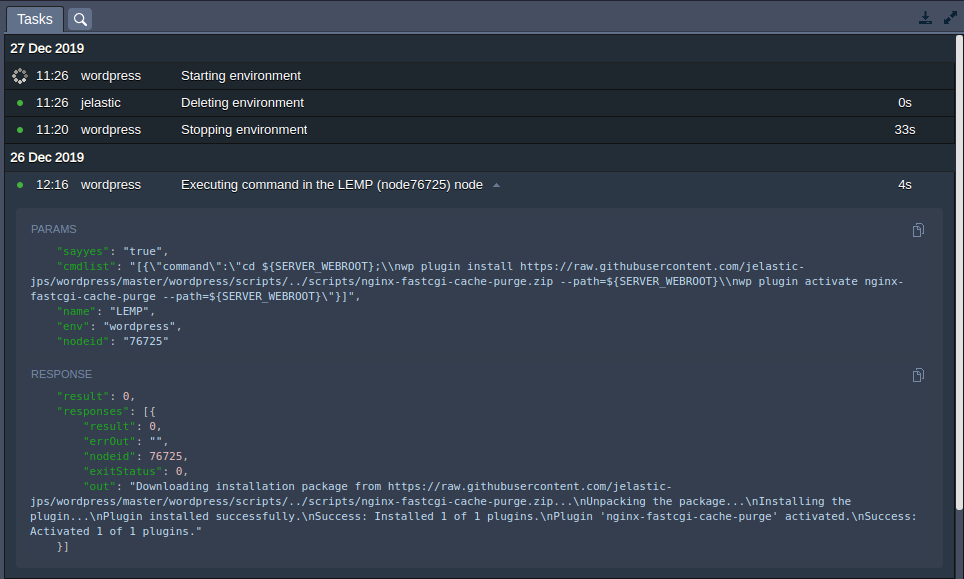 Tasks
27 Dec 2019
11:26 wordpress Starting environment
11:26 jelastic Deleting environment 0s
11:20 wordpress Stopping environment 33s
26 Dec 2019
12:16 wordpress Executing command in the LEMP (node76725) node 4s
PARAMS
"sayyes": "true",
"cmdlist": "[{\"command\":\"cd ${SERVER_WEBROOT};\\nwp plugin install https://raw.githubusercontent.com/jelastic-
jps/wordpress/master/wordpress/scripts/../scripts/nginx-fastcgi-cache-purge.zip --path=${SERVER_WEBROOT}\\nwp plugin activate nginx-
fastcgi-cache-purge --path=${SERVER_WEBROOT}\"}]",
"name": "LEMP",
"env": "wordpress",
"nodeid": "76725"
RESPONSE
"result": 0,
"responses": [{
"result": 0,
"errOut": "",
"nodeid": 76725,
"exitStatus": 0,
"out": "Downloading installation package from https://raw.githubusercontent.com/jelastic-
jps/wordpress/master/wordpress/scripts/../scripts/nginx-fastcgi-cache-purge.zip...\nUnpacking the package...\nInstalling the
plugin...\nPlugin installed successfully.\nSuccess: Installed 1 of 1 plugins.\nPlugin 'nginx-fastcgi-cache-purge' activated.\nSuccess:
Activated 1 of 1 plugins."
}]